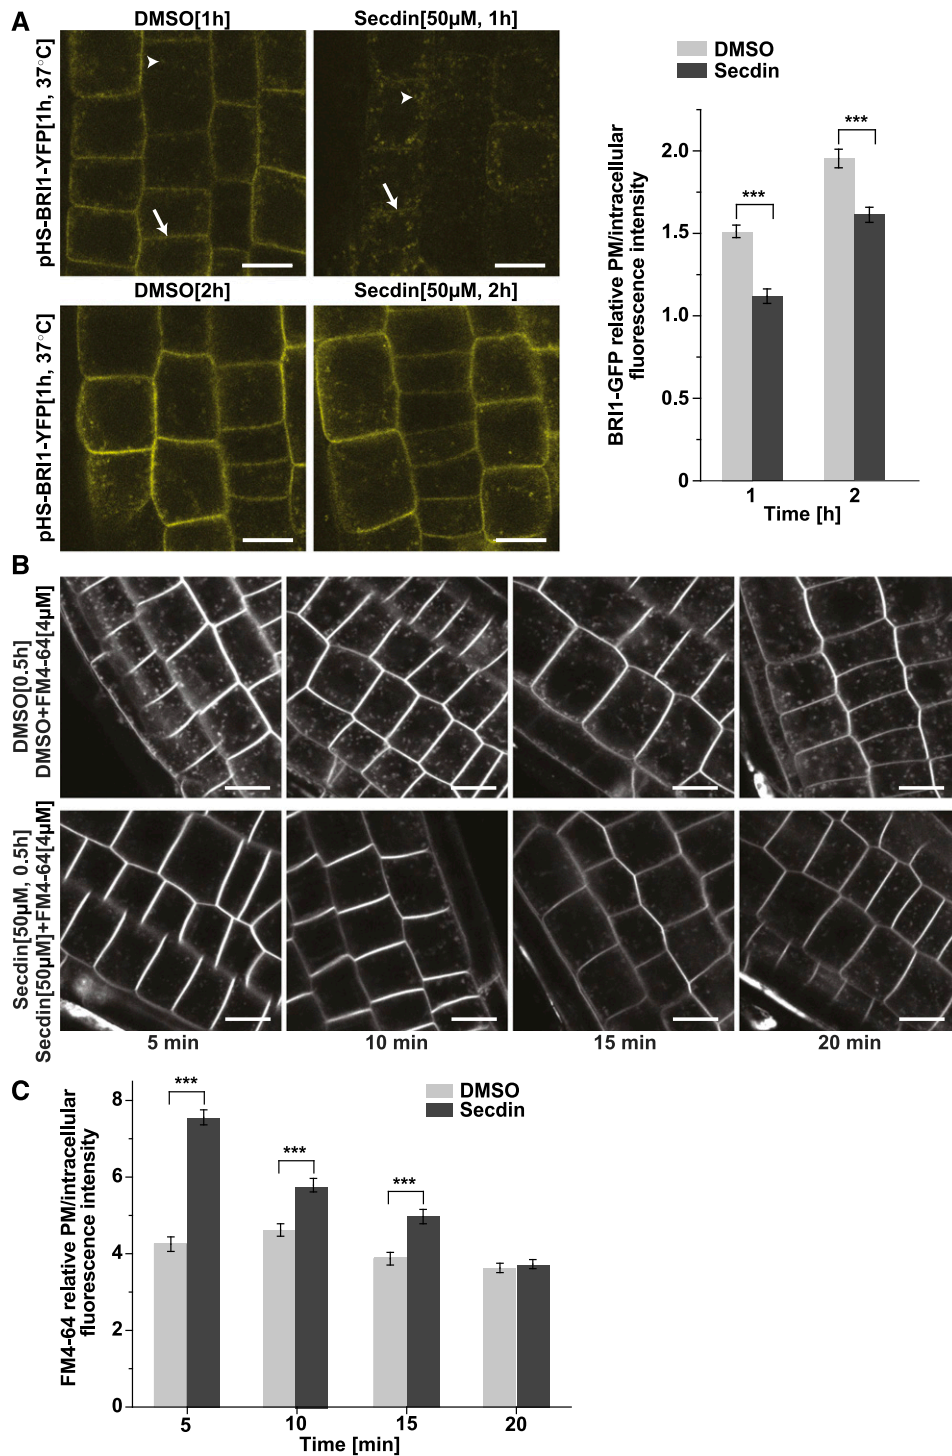 A
DMSO[1h]
Secdin[50µM, 1h]
pHS-BRI1-YFP[1h, 37°C]
DMSO[2h]
Secdin[50µM, 2h]
pHS-BRI1-YFP[1h, 37°C]
DMSO
Secdin
BRI1-GFP relative PM/intracellular
fluorescence intensity
2.0
1.5
1.0
0.5
0
***
***
1
2
Time [h]
B
DMSO[0.5h]
DMSO+FM4-64[4µM]
Secdin[50µM, 0.5h]
Secdin[50µM]+FM4-64[4µM]
5 min
10 min
15 min
20 min
C
DMSO
Secdin
FM4-64 relative PM/intracellular
fluorescence intensity
8
6
4
2
0
***
***
***
5
10
15
20
Time [min]